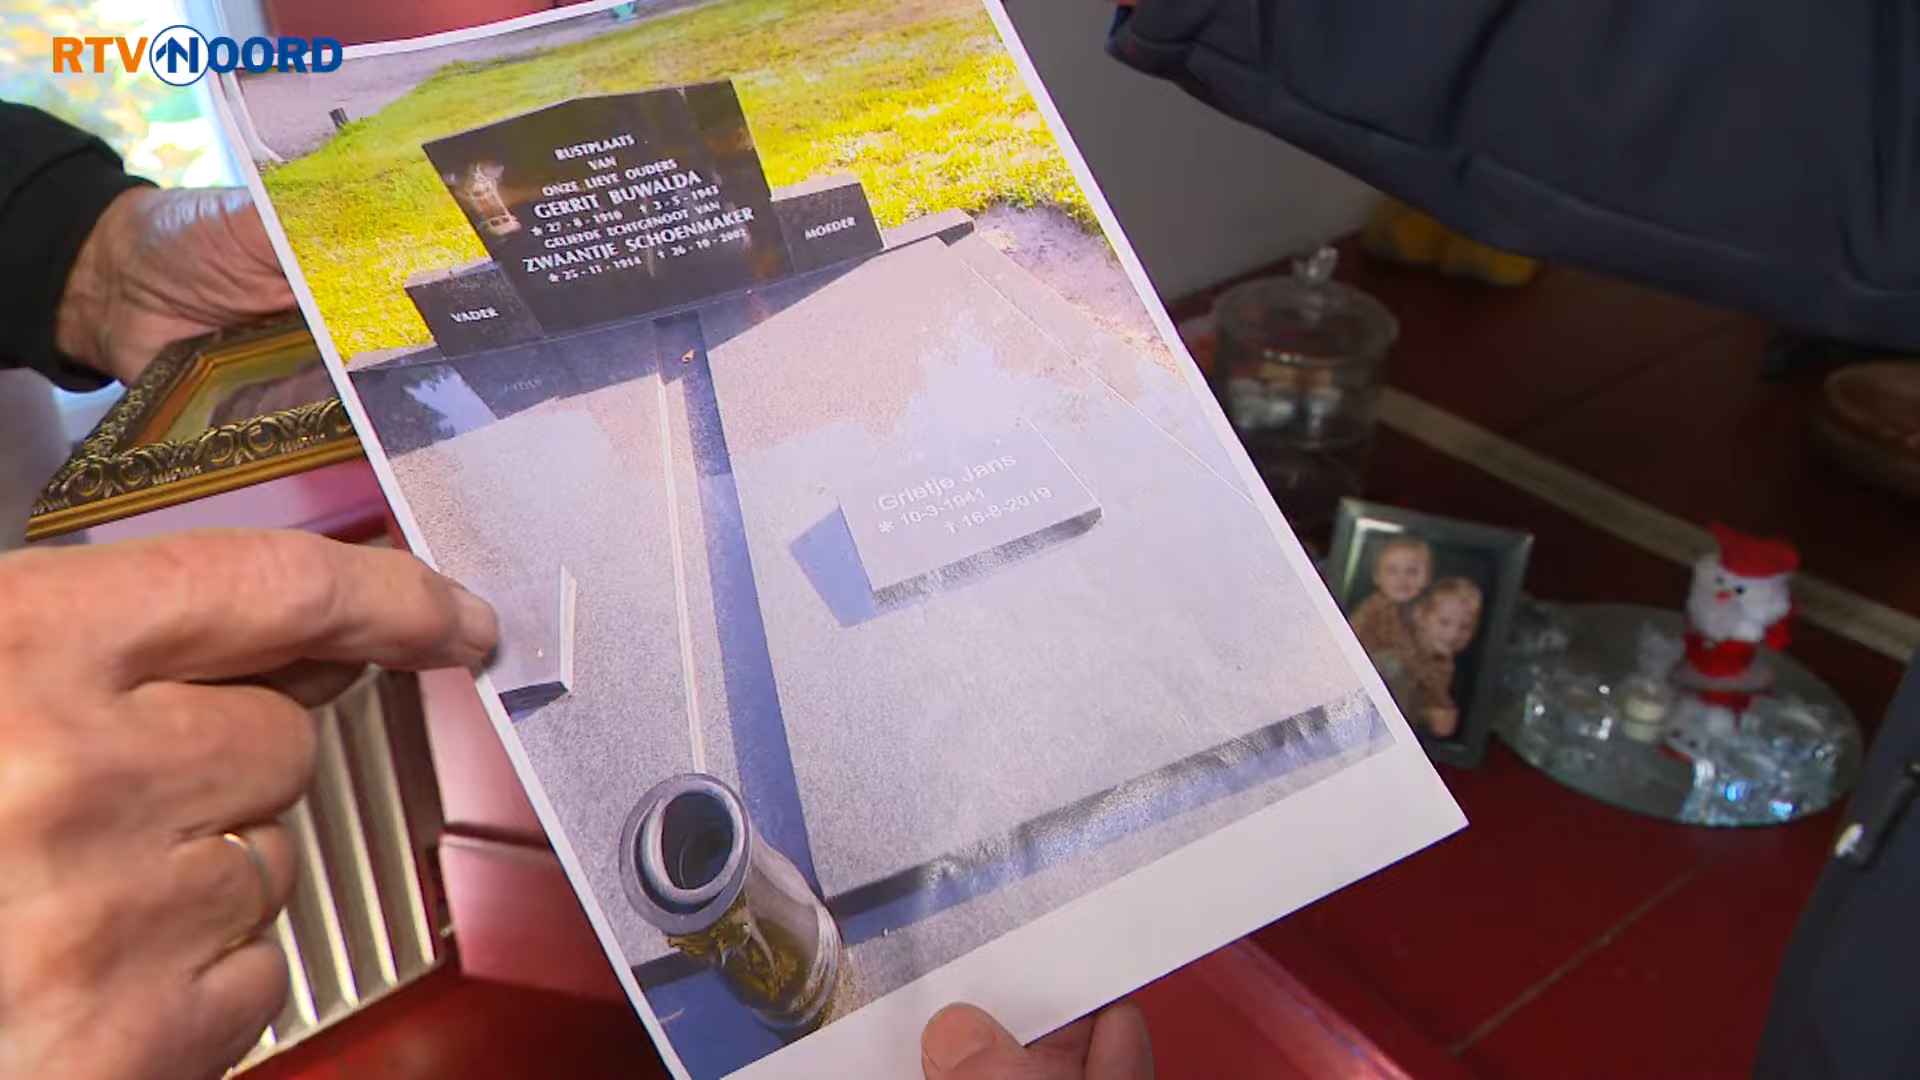 RTV NOORD
RUSTPLAATS
VAN
ONZE LIEVE OUDERS
GERRIT BUWALDA
* 27 - 8 - 1910 † 3 - 5 - 1943
GELIEFDE ECHTGENOOT VAN
ZWAANTJE SCHOENMAKER
* 25 - 11 - 1914 † 26 - 10 - 2002
VADER
MOEDER
Grietje Jans
* 10-3-1941
† 16-8-2019